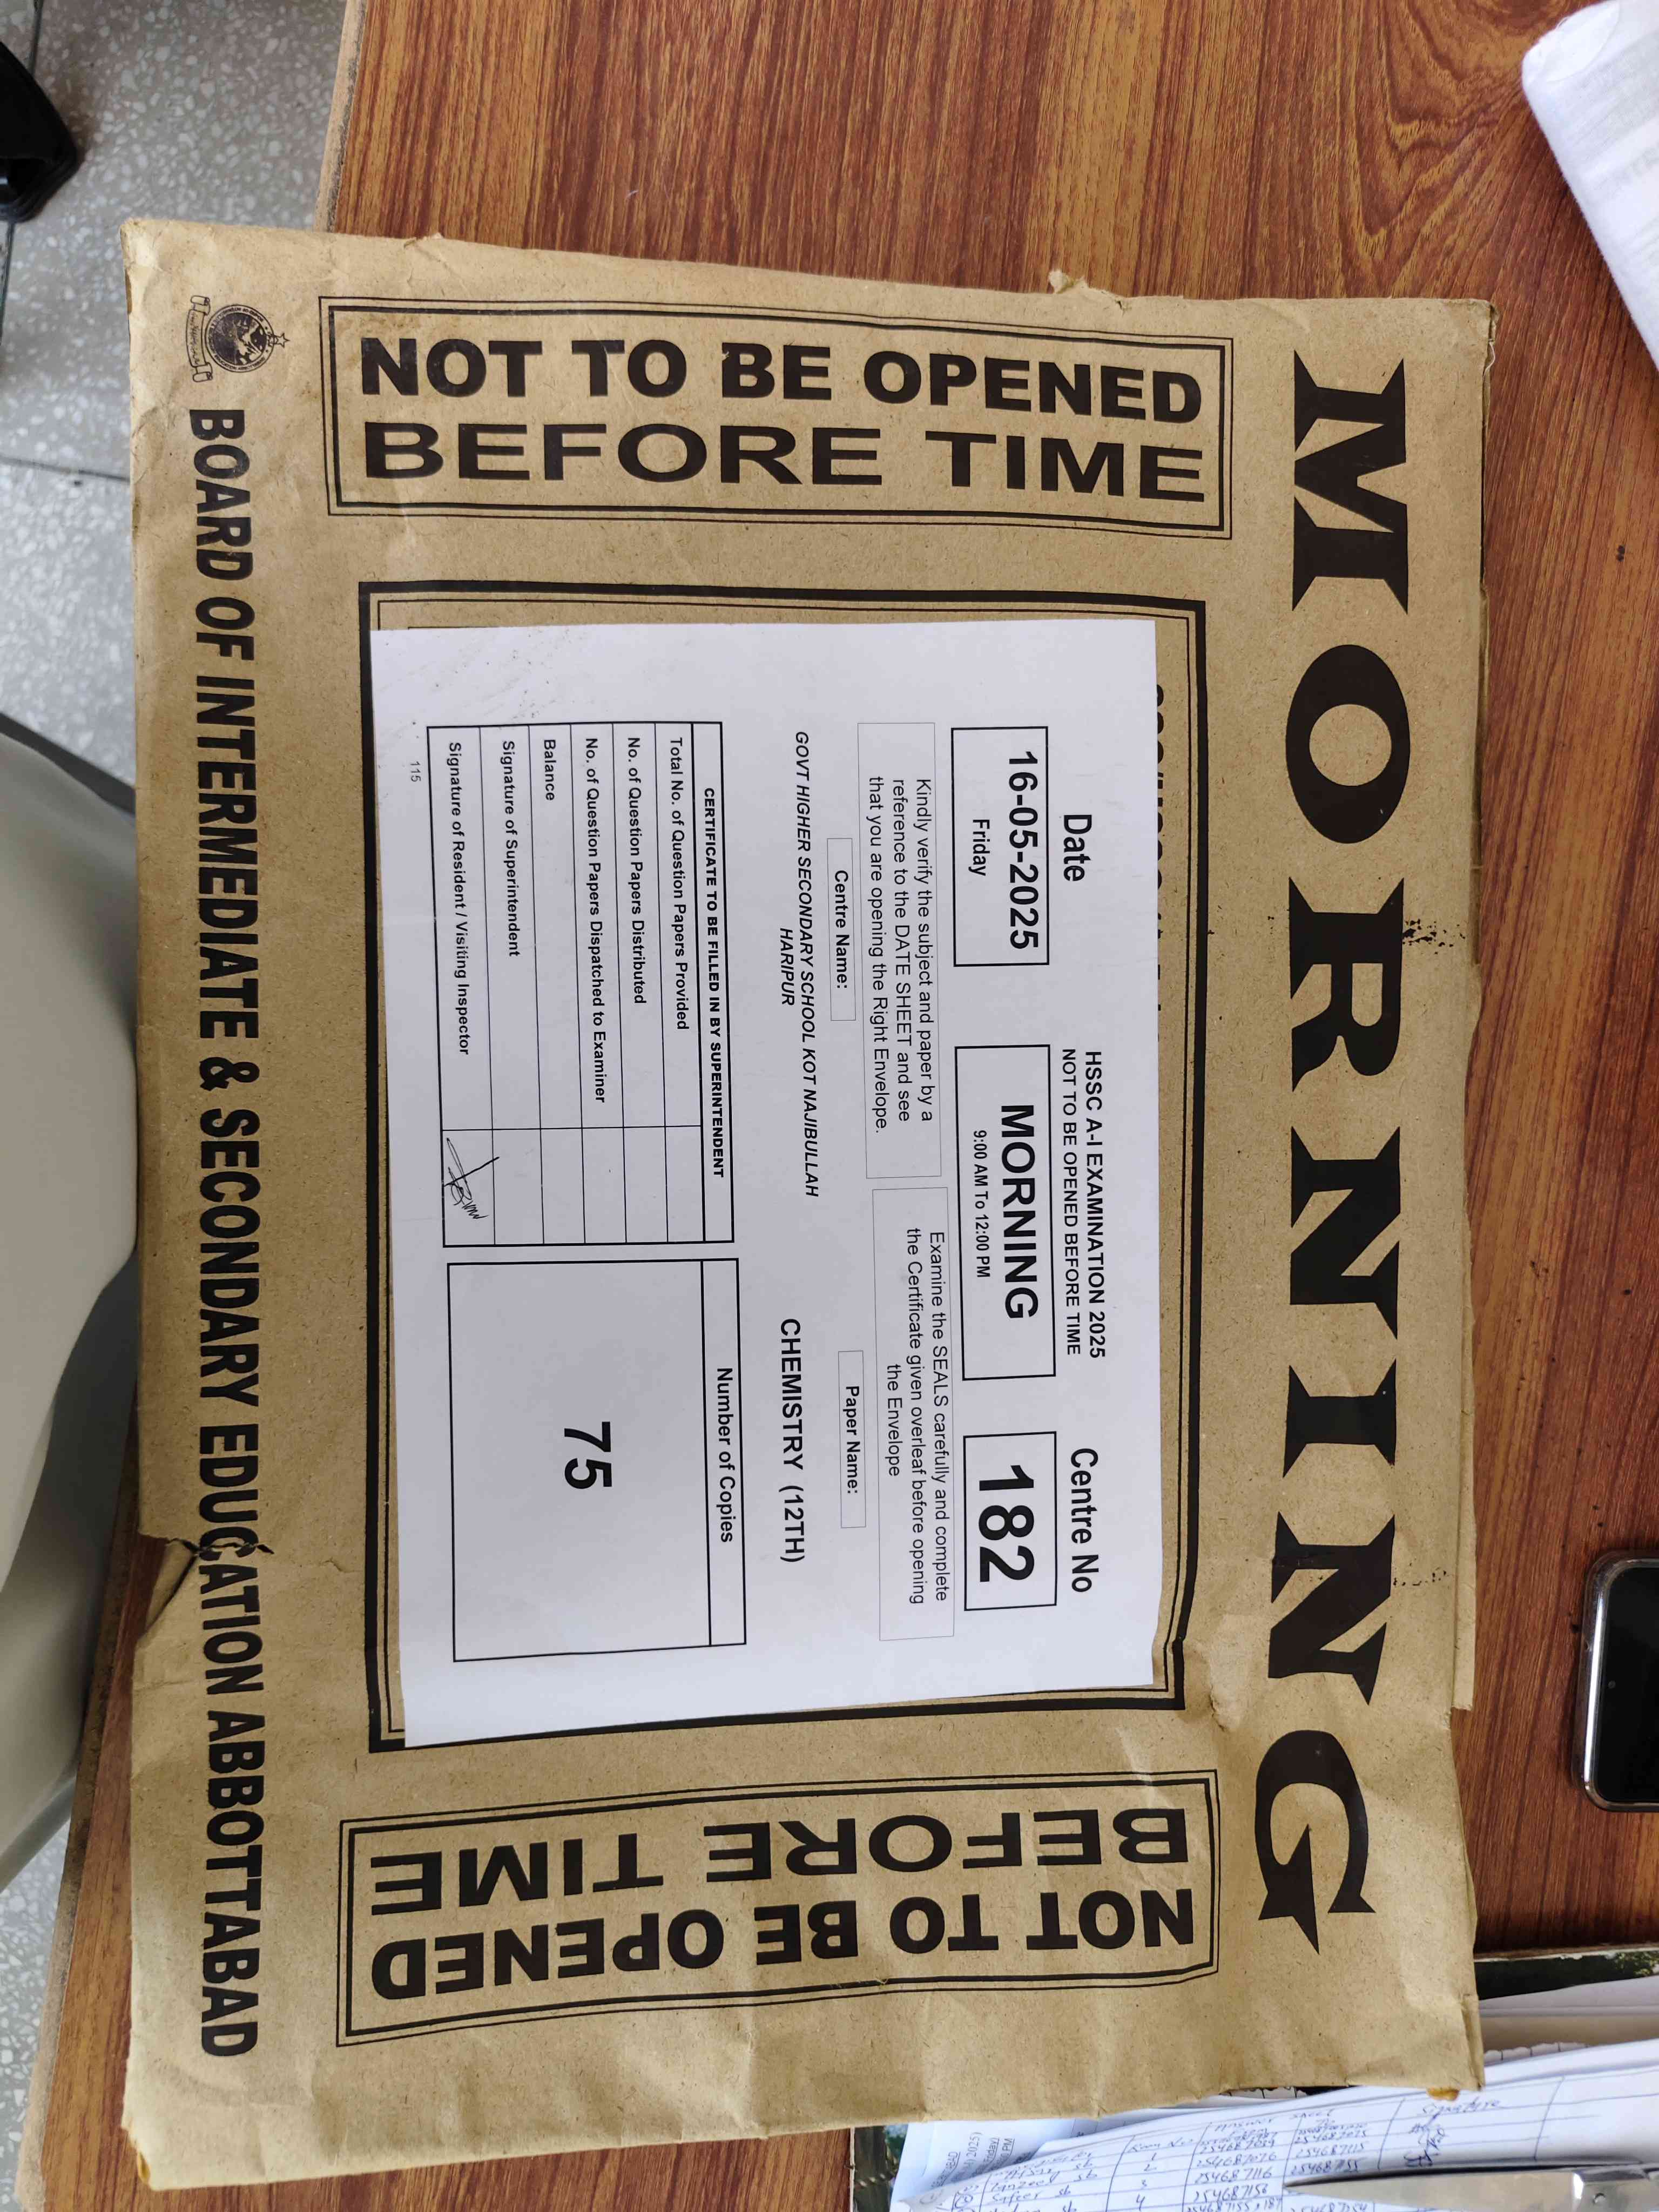 MORNING
NOT TO BE OPENED
BEFORE TIME
HSSC A-I EXAMINATION 2025
NOT TO BE OPENED BEFORE TIME
Date
Centre No
16-05-2025
Friday
MORNING
9:00 AM To 12:00 PM
182
Kindly verify the subject and paper by a
reference to the DATE SHEET and see
that you are opening the Right Envelope.
Examine the SEALS carefully and complete
the Certificate given overleaf before opening
the Envelope
Centre Name:
Paper Name:
GOVT HIGHER SECONDARY SCHOOL KOT NAJIBULLAH
HARIPUR
CHEMISTRY (12TH)
CERTIFICATE TO BE FILLED IN BY SUPERINTENDENT
Total No. of Question Papers Provided
No. of Question Papers Distributed
No. of Question Papers Dispatched to Examiner
Balance
Signature of Superintendent
Signature of Resident / Visiting Inspector
Number of Copies
75
115
NOT TO BE OPENED
BEFORE TIME
BOARD OF INTERMEDIATE & SECONDARY EDUCATION ABBOTTABAD
Signature